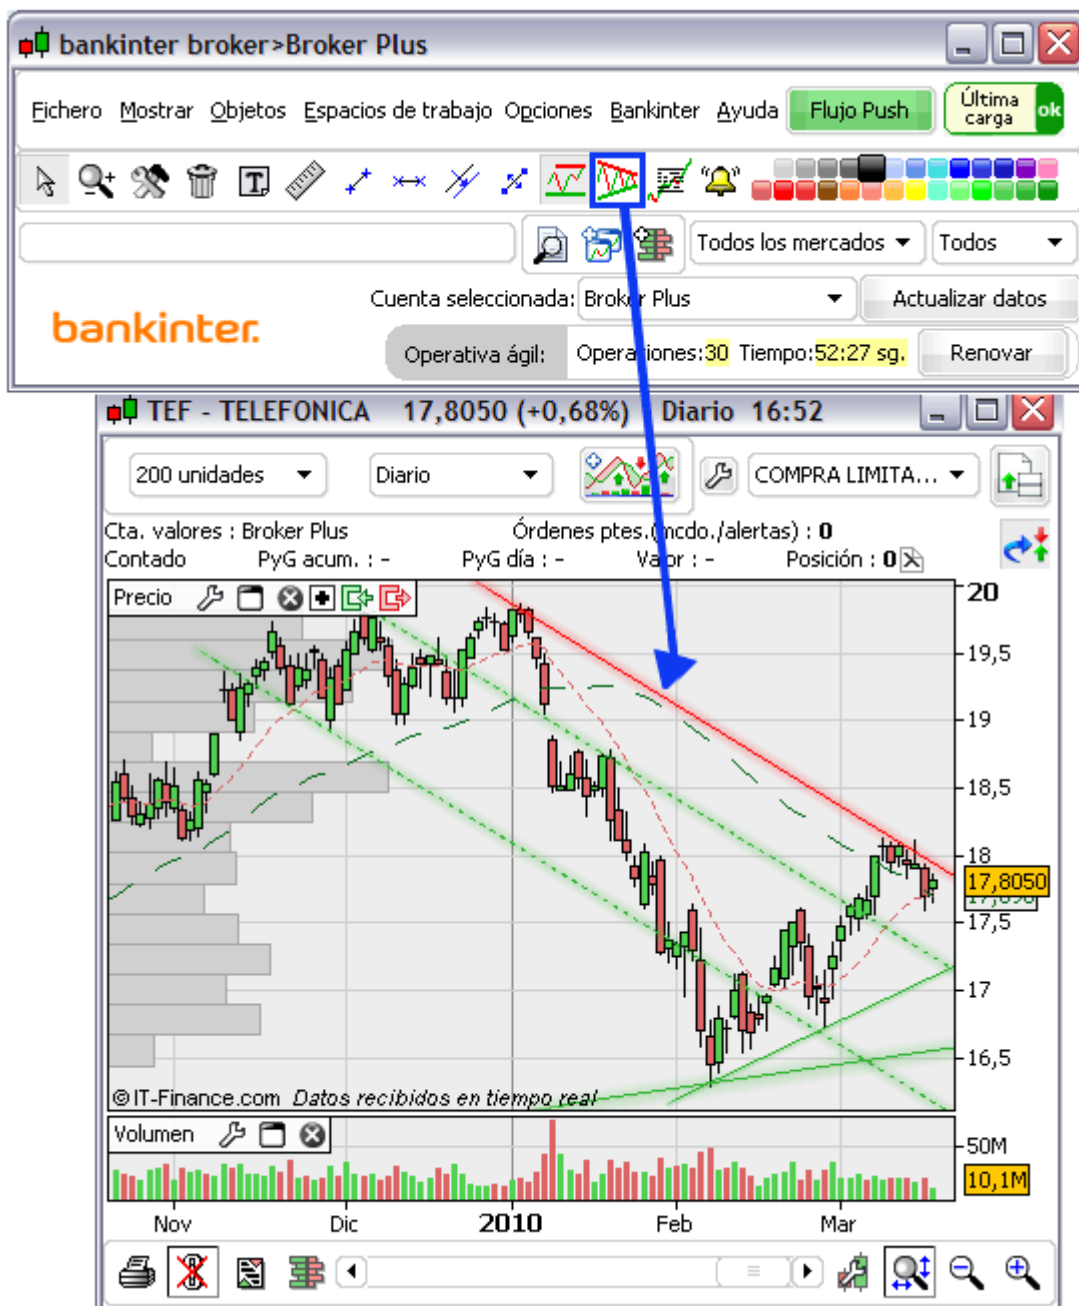 bankinter broker>Broker Plus
Fichero Mostrar Objetos Espacios de trabajo Opciones Bankinter Ayuda Flujo Push Última carga ok
T
Todos los mercados Todos
Cuenta seleccionada: Broker Plus Actualizar datos
bankinter.
Operativa ágil: Operaciones:30 Tiempo:52:27 sg. Renovar
TEF - TELEFONICA 17,8050 (+0,68%) Diario 16:52
200 unidades Diario COMPRA LIMITA...
Cta. valores : Broker Plus Órdenes ptes.(mcdo./alertas) : 0
Contado PyG acum. : - PyG día : - Valor : - Posición : 0
Precio
20
19,5
19
18,5
18
17,8050
17,5
17
16,5
© IT-Finance.com Datos recibidos en tiempo real
Volumen
50M
10,1M
Nov Dic 2010 Feb Mar